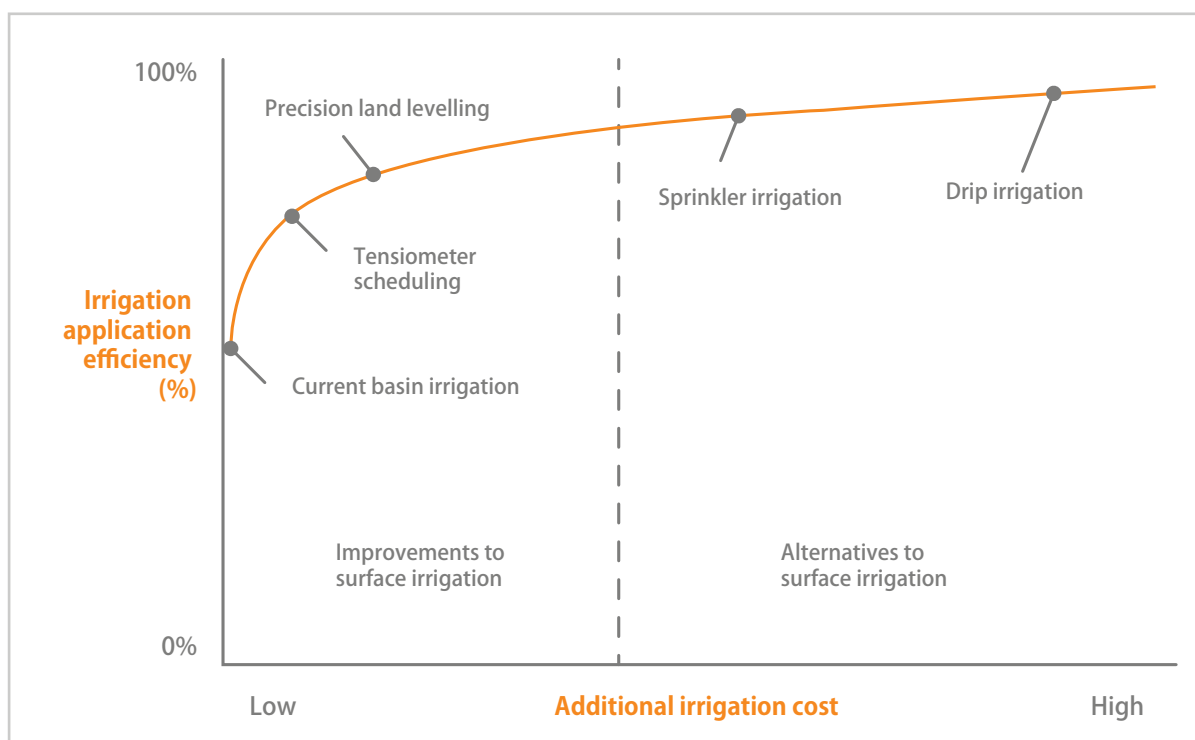 100%
Precision land levelling
Sprinkler irrigation
Drip irrigation
Tensiometer
scheduling
Irrigation
application
efficiency
(%)
Current basin irrigation
Improvements to
surface irrigation
Alternatives to
surface irrigation
0%
Low
Additional irrigation cost
High